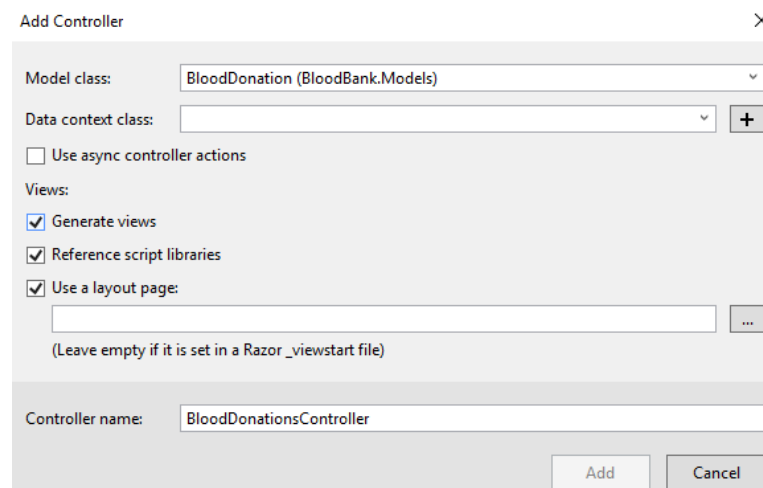 Add Controller
Model class: BloodDonation (BloodBank.Models)
Data context class: +
Use async controller actions
Views:
Generate views
Reference script libraries
Use a layout page:
...
(Leave empty if it is set in a Razor _viewstart file)
Controller name: BloodDonationsController
Add Cancel